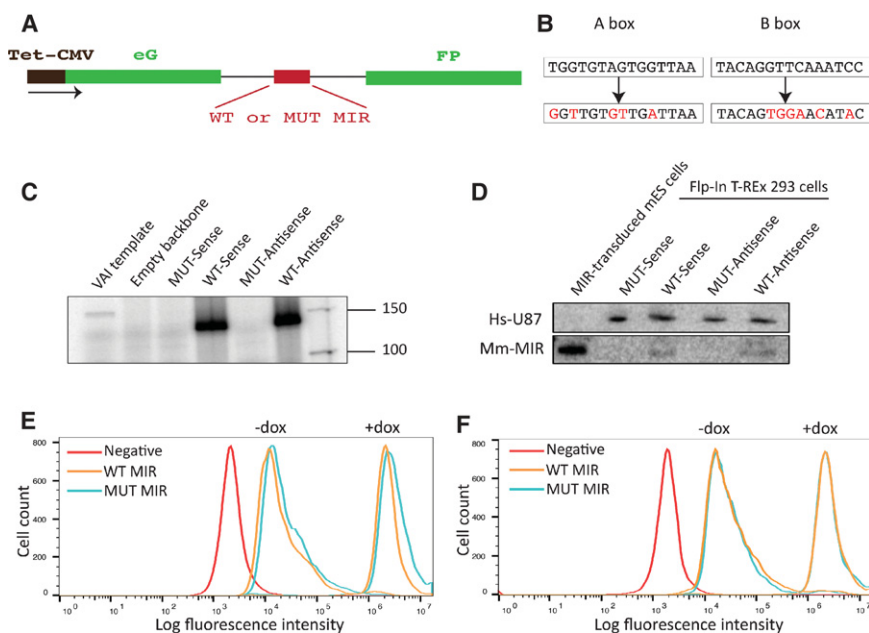 A
Tet-CMV eG FP
WT or MUT MIR
B
A box B box
TGGTGTAGTGGTTAA TACAGGTTCAAATCC
GGTTGTGTTGATTAA TACAGTGGAACATAC
C
VAI template
Empty backbone
MUT-Sense
WT-Sense
MUT-Antisense
WT-Antisense
150
100
D
MIR-transduced mES cells
Flp-In T-REx 293 cells
MUT-Sense
WT-Sense
MUT-Antisense
WT-Antisense
Hs-U87
Mm-MIR
E
-dox +dox
Negative
WT MIR
MUT MIR
Cell count
800
600
400
200
0
10^0 10^1 10^2 10^3 10^4 10^5 10^6 10^7
Log fluorescence intensity
F
-dox +dox
Negative
WT MIR
MUT MIR
Cell count
800
600
400
200
0
10^0 10^1 10^2 10^3 10^4 10^5 10^6 10^7
Log fluorescence intensity